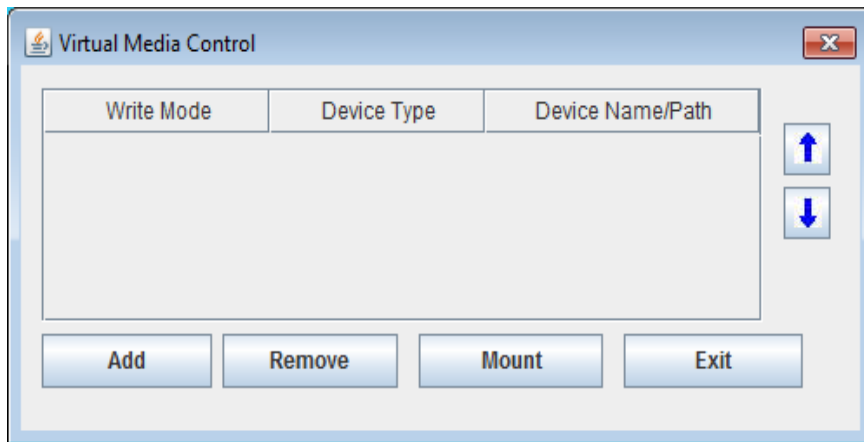 Virtual Media Control
Write Mode Device Type Device Name/Path
Add Remove Mount Exit